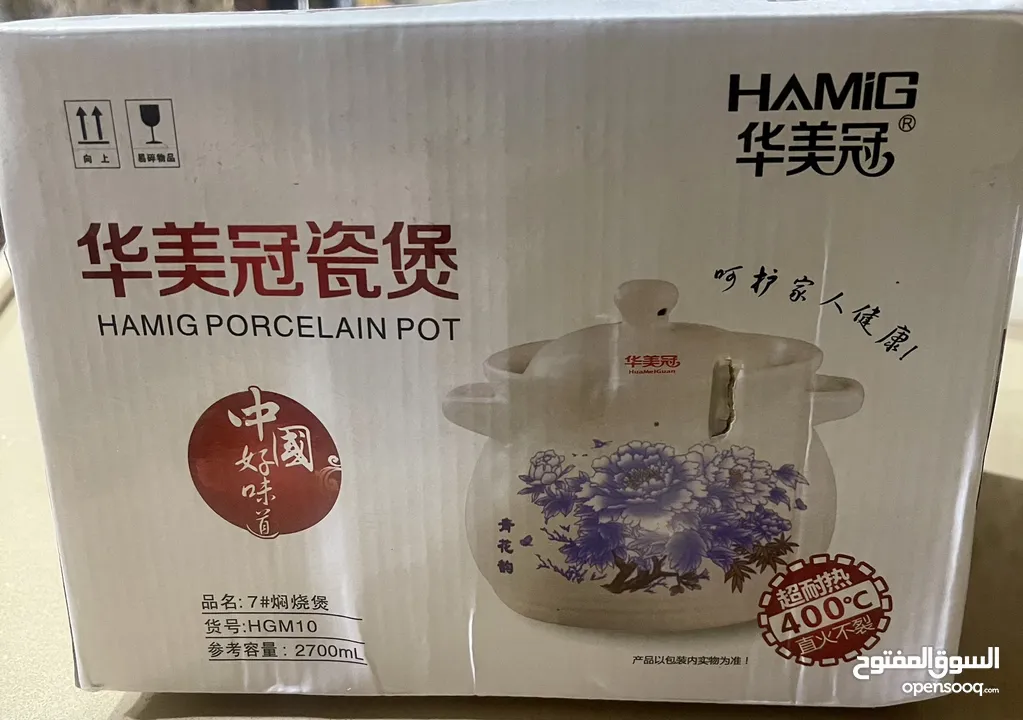 HAMiG
华美冠®
向上
易碎物品
华美冠瓷煲
HAMIG PORCELAIN POT
呵护家人健康！
华美冠
HuaMeiGuan
中國
好味道
青花韵
品名: 7#焖烧煲
货号:HGM10
参考容量: 2700mL
超耐热
400℃
直火不裂
产品以包装内实物为准！
السوق المفتوح
opensooq.com